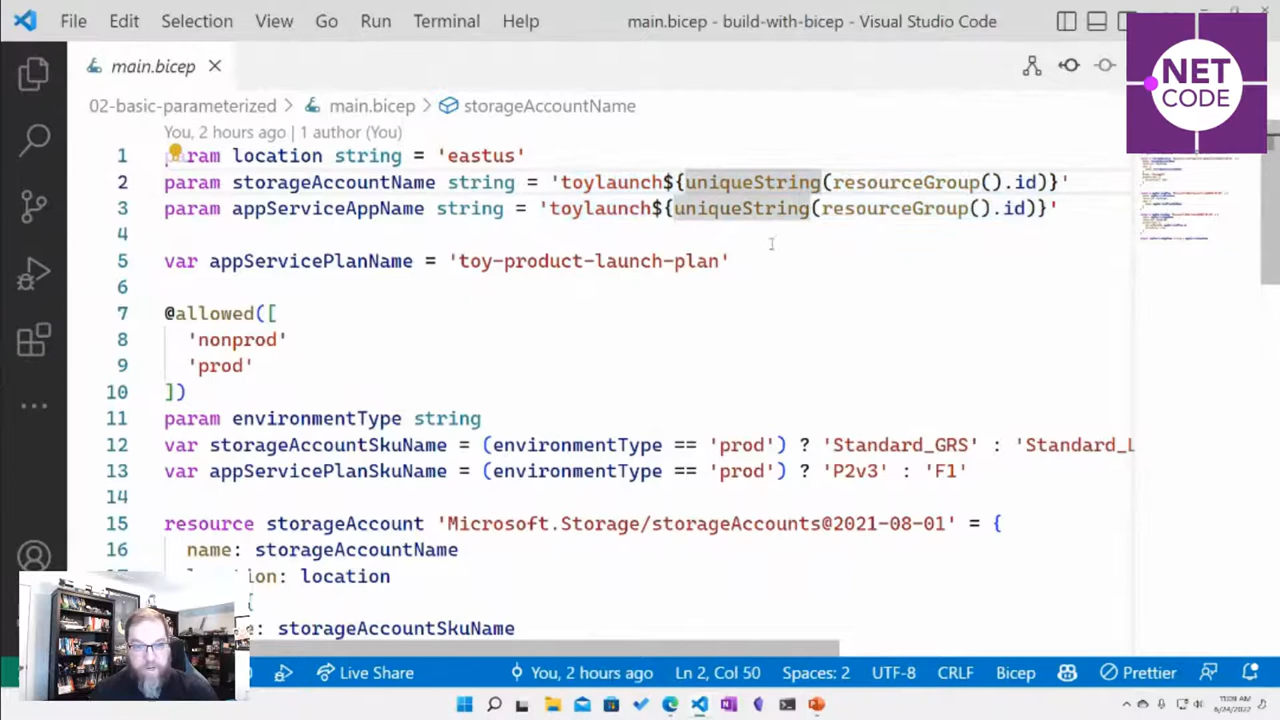 File Edit Selection View Go Run Terminal Help main.bicep - build-with-bicep - Visual Studio Code
NET
CODE
main.bicep
02-basic-parameterized > main.bicep > storageAccountName
You, 2 hours ago | 1 author (You)
1 param location string = 'eastus'
2 param storageAccountName string = 'toylaunch${uniqueString(resourceGroup().id)}'
3 param appServiceAppName string = 'toylaunch${uniqueString(resourceGroup().id)}'
4
5 var appServicePlanName = 'toy-product-launch-plan'
6
7 @allowed([
8 'nonprod'
9 'prod'
10 ])
11 param environmentType string
12 var storageAccountSkuName = (environmentType == 'prod') ? 'Standard_GRS' : 'Standard_L
13 var appServicePlanSkuName = (environmentType == 'prod') ? 'P2v3' : 'F1'
14
15 resource storageAccount 'Microsoft.Storage/storageAccounts@2021-08-01' = {
16 name: storageAccountName
ion: location
{
e: storageAccountSkuName
Live Share You, 2 hours ago Ln 2, Col 50 Spaces: 2 UTF-8 CRLF Bicep Prettier
6/24/2022